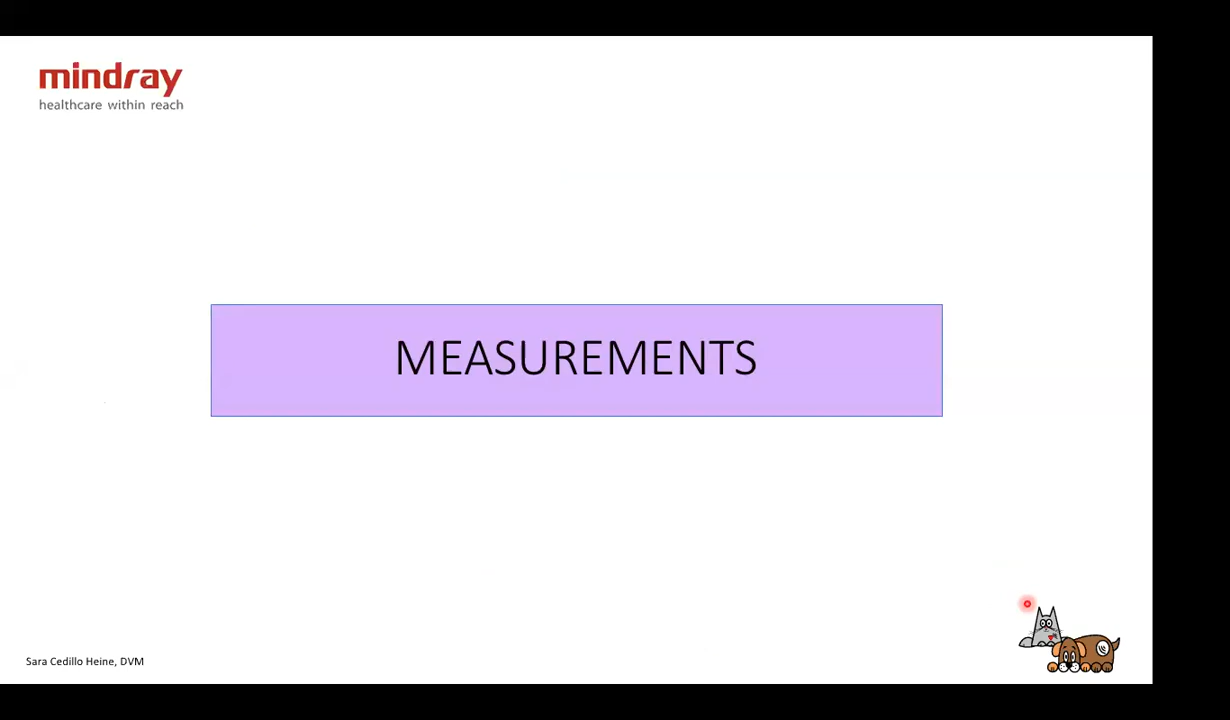 mindray
healthcare within reach
MEASUREMENTS
Sara Cedillo Heine, DVM